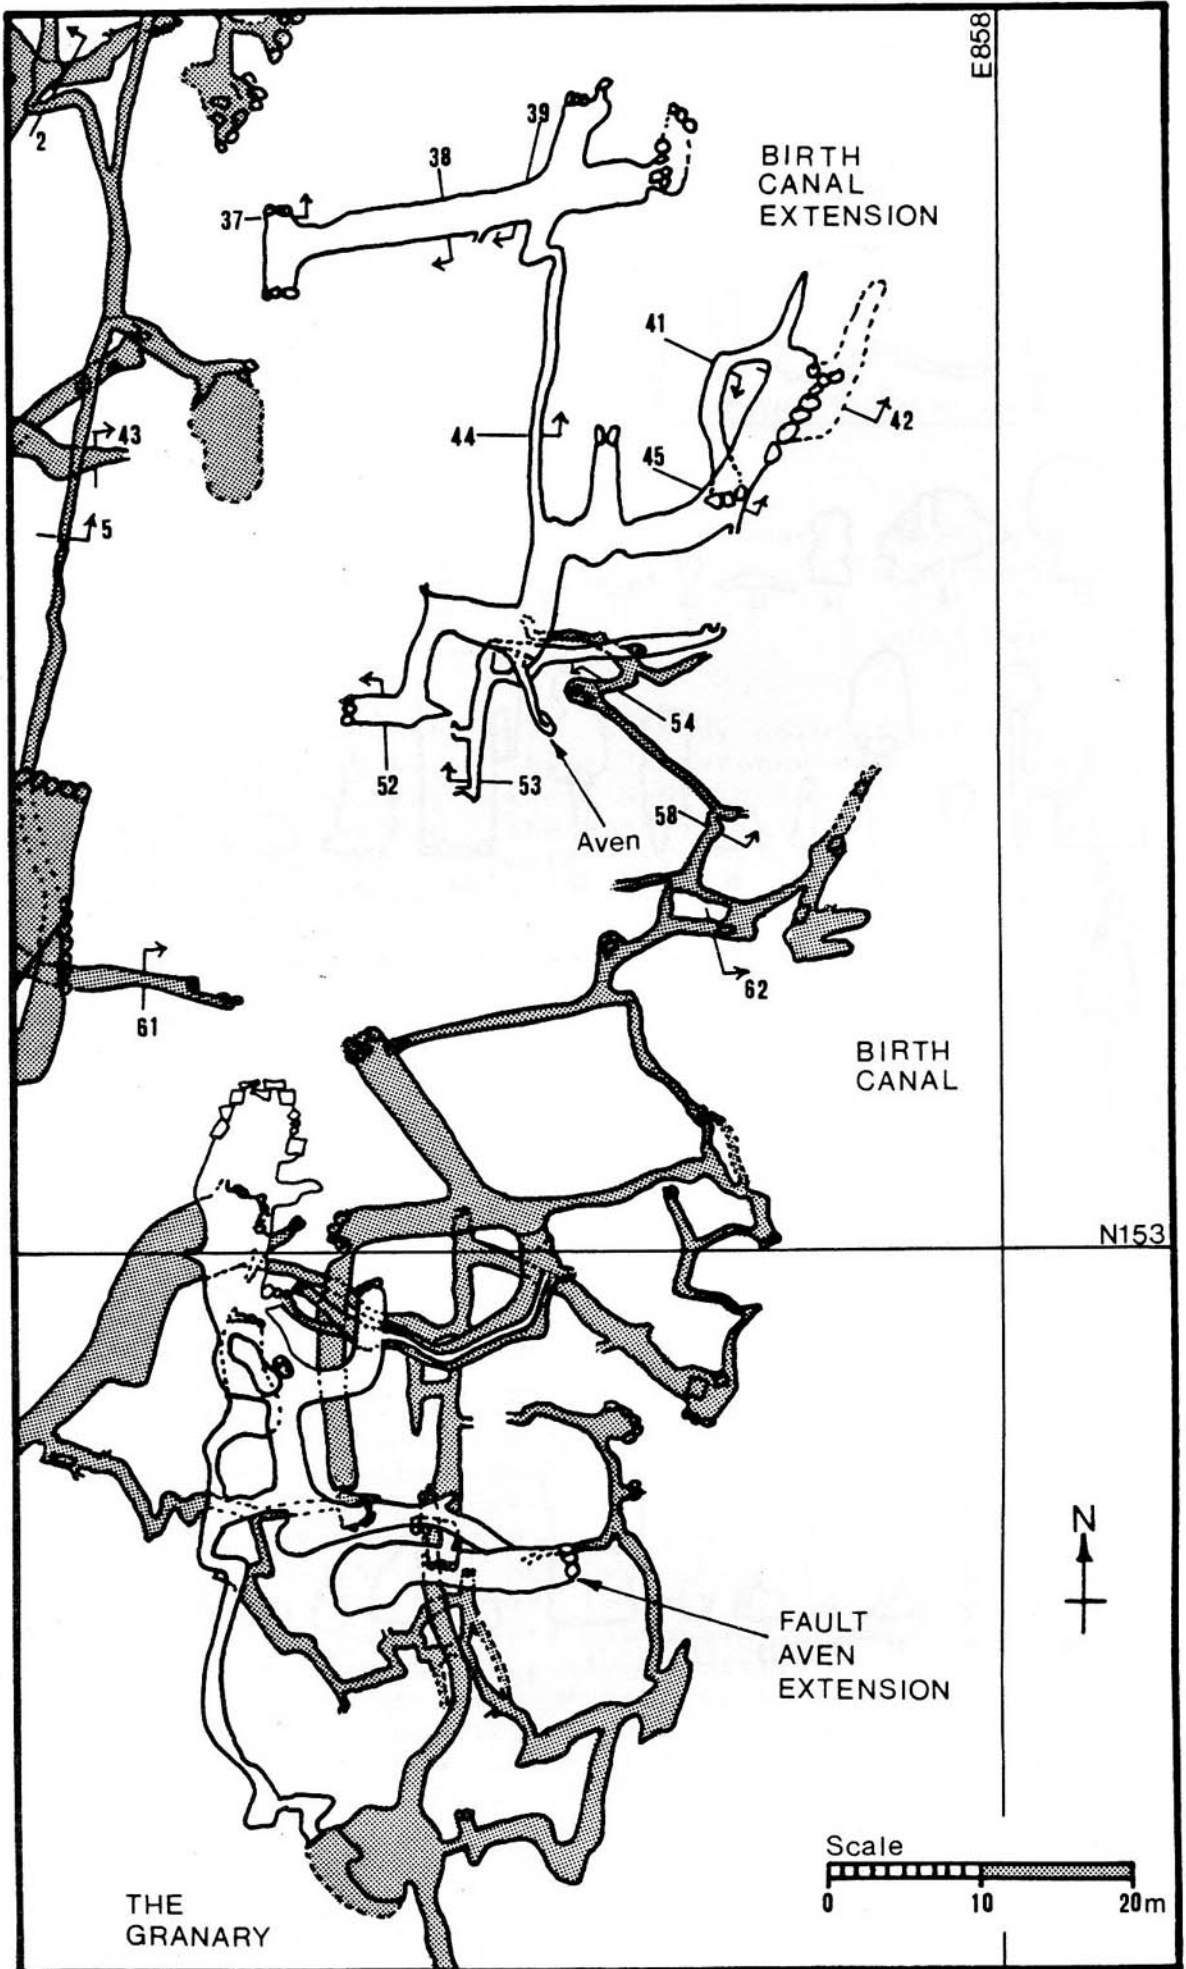 E858
2
39
38
37
BIRTH
CANAL
EXTENSION
41
42
43
44
45
5
54
52
53
58
Aven
62
61
BIRTH
CANAL
N153
N
FAULT
AVEN
EXTENSION
Scale
0 10 20m
THE
GRANARY